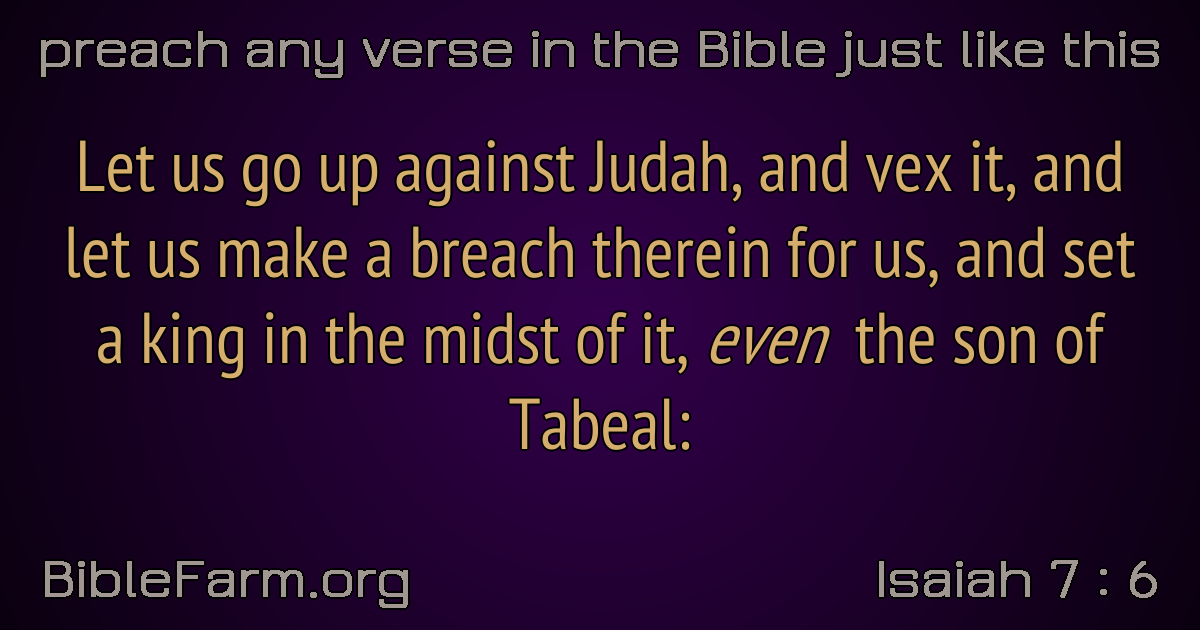 preach any verse in the Bible just like this
Let us go up against Judah, and vex it, and
let us make a breach therein for us, and set
a king in the midst of it, even the son of
Tabeal:
BibleFarm.org
Isaiah 7 : 6